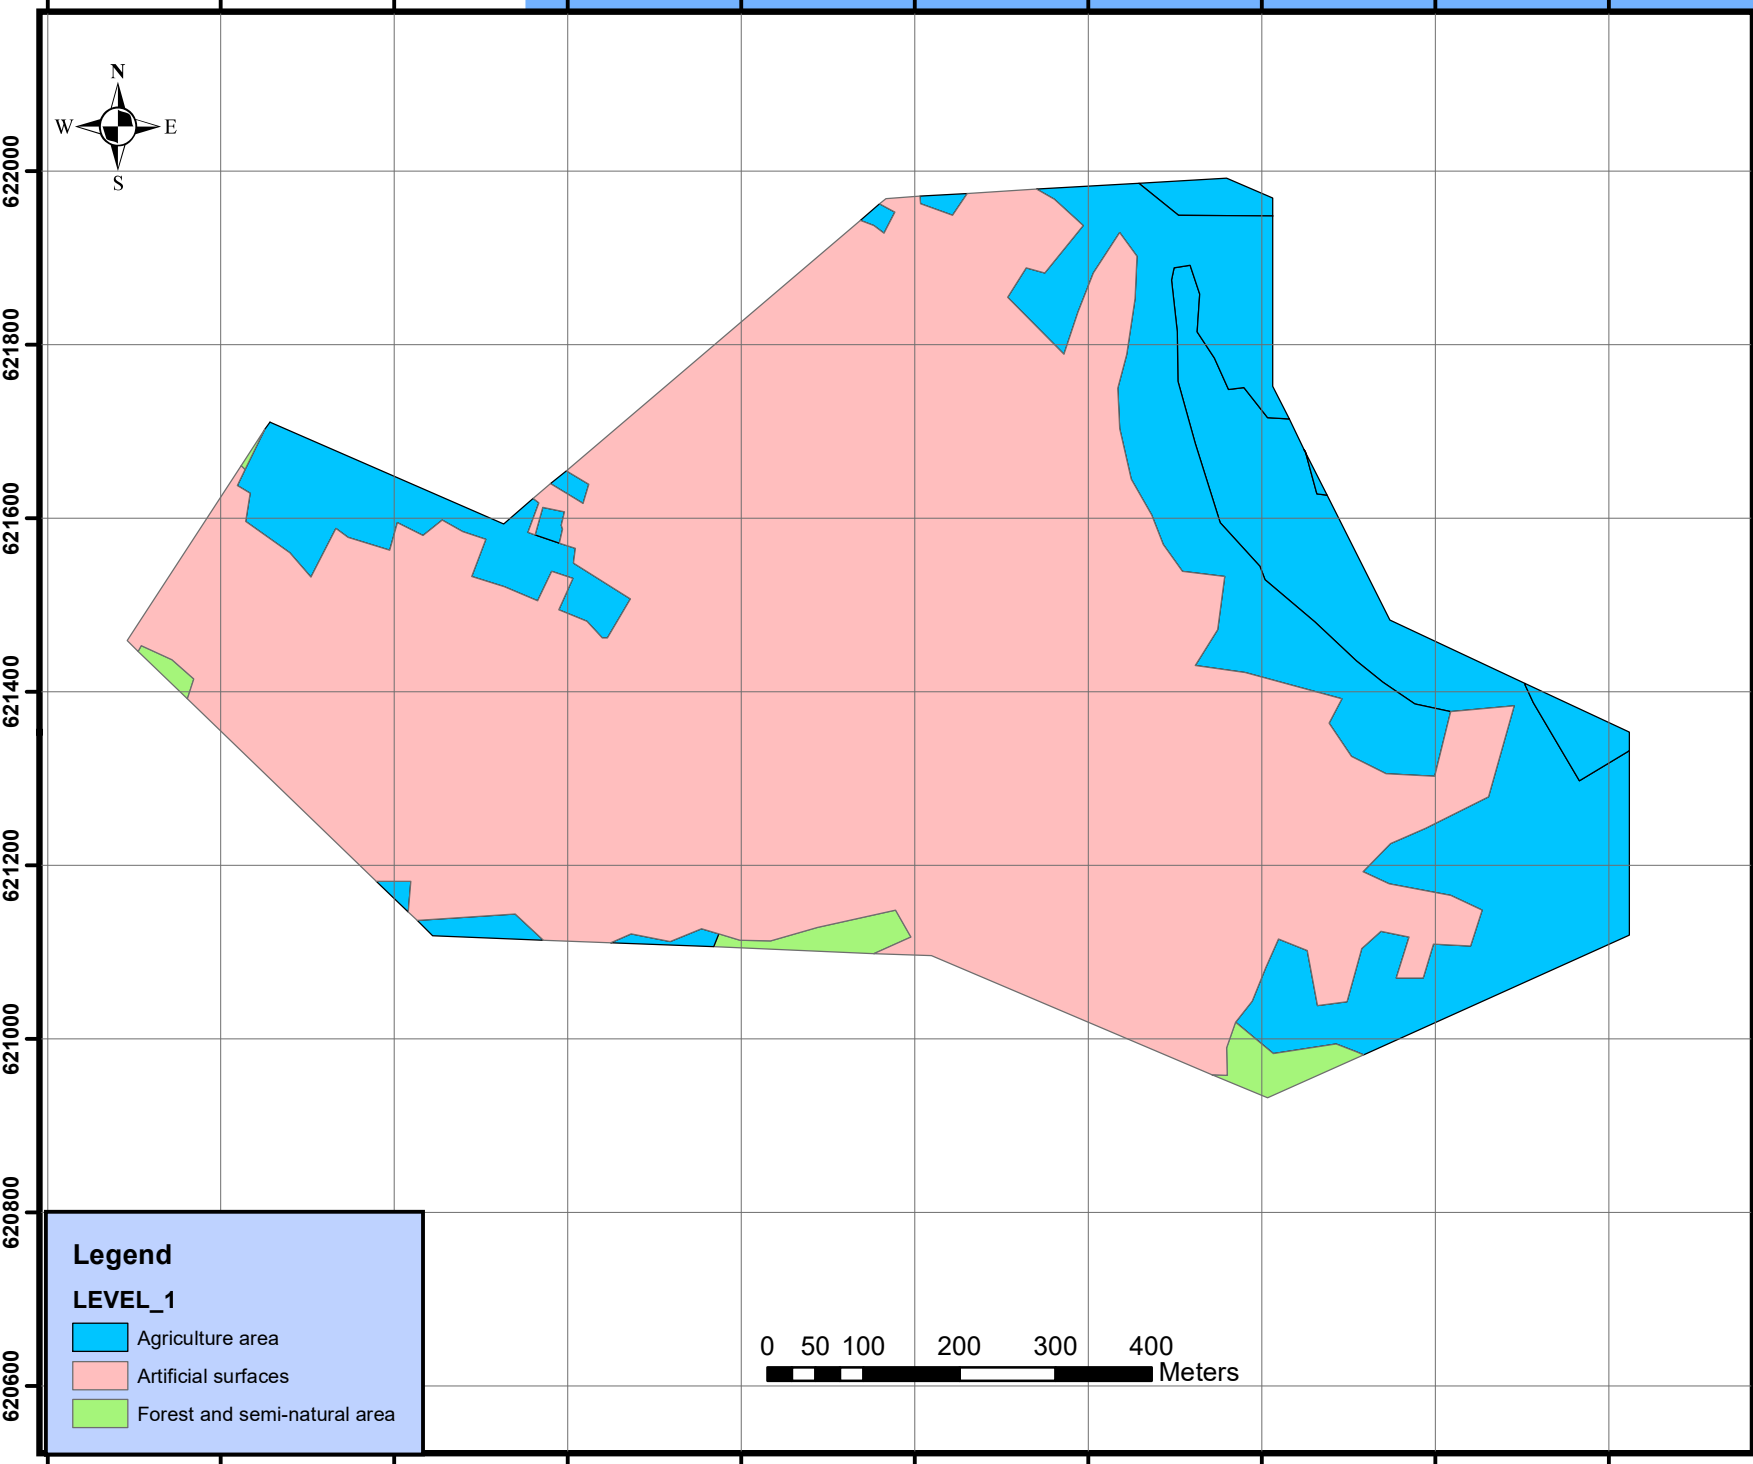 N
W E
S
622000
621800
621600
621400
621200
621000
620800
620600
Legend
LEVEL_1
Agriculture area
Artificial surfaces
Forest and semi-natural area
0 50 100 200 300 400
Meters